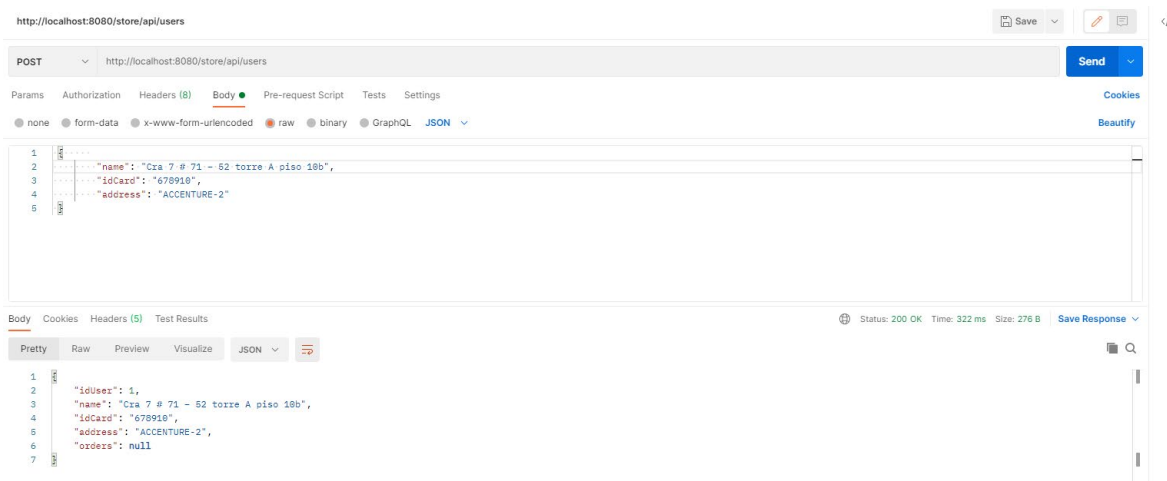 http://localhost:8080/store/api/users
Save
POST http://localhost:8080/store/api/users Send
Params Authorization Headers (8) Body Pre-request Script Tests Settings Cookies
none form-data x-www-form-urlencoded raw binary GraphQL JSON Beautify
1 {
2 "name": "Cra 7 # 71 - 52 torre A piso 10b",
3 "idCard": "678910",
4 "address": "ACCENTURE-2"
5 }
Body Cookies Headers (5) Test Results Status: 200 OK Time: 322 ms Size: 276 B Save Response
Pretty Raw Preview Visualize JSON
1 {
2 "idUser": 1,
3 "name": "Cra 7 # 71 - 52 torre A piso 10b",
4 "idCard": "678910",
5 "address": "ACCENTURE-2",
6 "orders": null
7 }